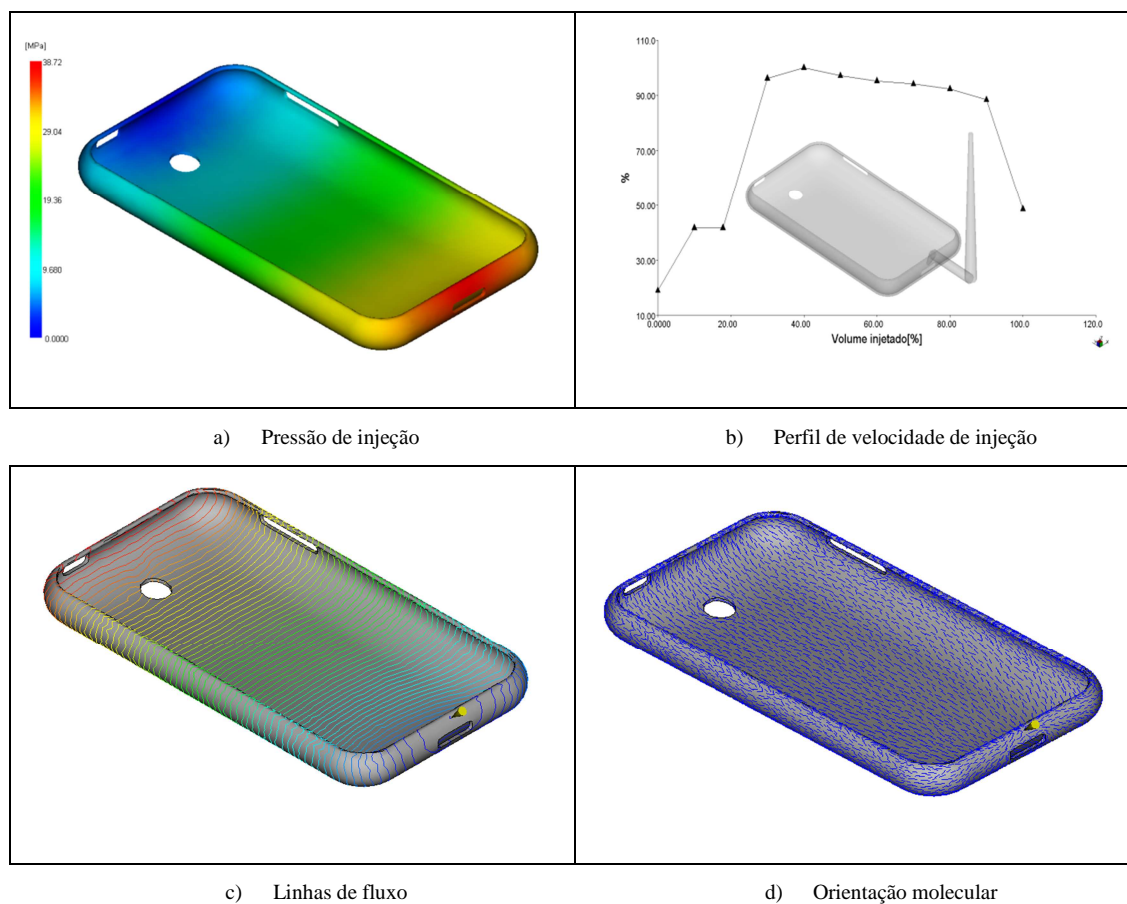 [MPa]
38.72
29.04
19.36
9.680
0.0000
a) Pressão de injeção
110.0
90.00
70.00
%
50.00
30.00
10.00
0.0000 20.00 40.00 60.00 80.00 100.0 120.0
Volume injetado[%]
b) Perfil de velocidade de injeção
c) Linhas de fluxo
d) Orientação molecular